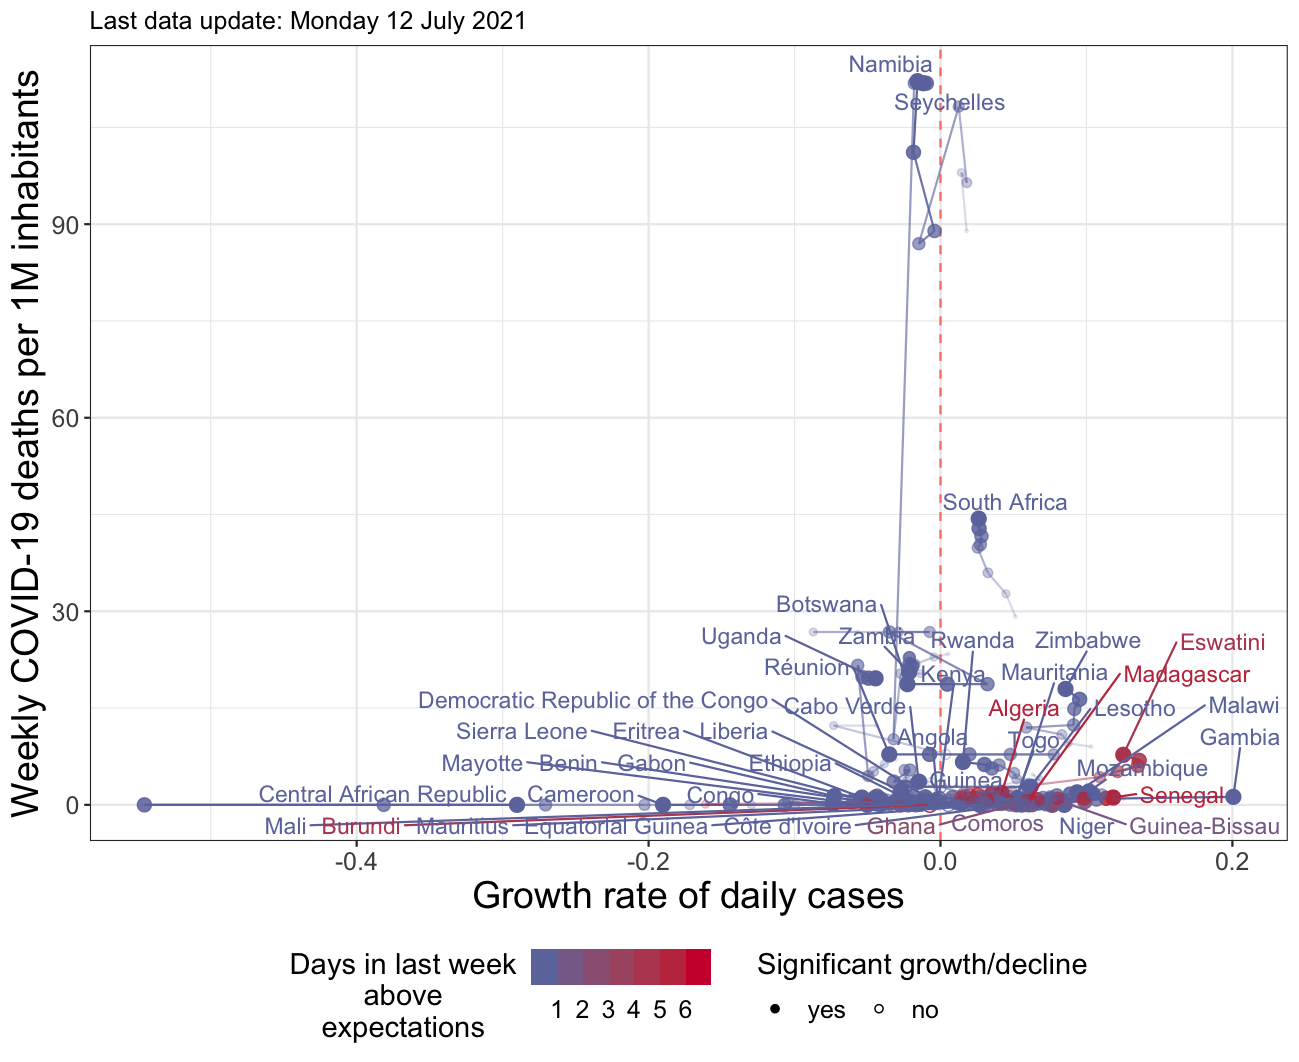 Last data update: Monday 12 July 2021
Weekly COVID-19 deaths per 1M inhabitants
90
60
30
0
Namibia
Seychelles
South Africa
Botswana
Uganda
Zambia
Rwanda
Zimbabwe
Eswatini
Réunion
Kenya
Mauritania
Madagascar
Democratic Republic of the Congo
Cabo Verde
Algeria
Lesotho
Malawi
Sierra Leone
Eritrea
Liberia
Angola
Togo
Gambia
Mayotte
Benin
Gabon
Ethiopia
Guinea
Mozambique
Central African Republic
Cameroon
Congo
Senegal
Mali
Burundi
Mauritius
Equatorial Guinea
Côte d'Ivoire
Ghana
Comoros
Niger
Guinea-Bissau
-0.4
-0.2
0.0
0.2
Growth rate of daily cases
Days in last week
above
expectations
1 2 3 4 5 6
Significant growth/decline
yes
no